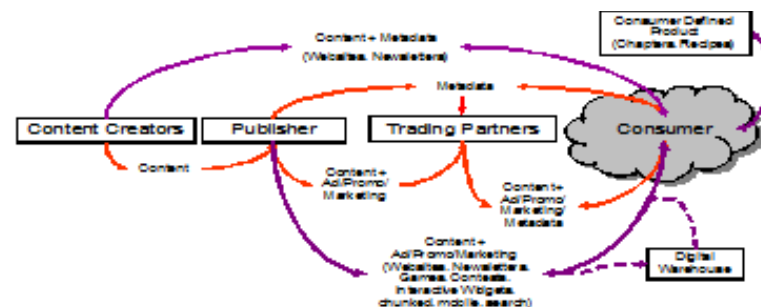 Consumer Defined
Product
(Chapters, Recipes)
Content + Metadata
(Websites, Newsletters)
Metadata
Content Creators
Publisher
Trading Partners
Consumer
Content
Content +
Ad/Promo/
Marketing
Content +
Ad/Promo/
Marketing/
Metadata
Content +
Ad/Promo/Marketing
(Websites, Newsletters,
Games, Contests,
Interactive Widgets,
chunked, mobile, search)
Digital
Warehouse